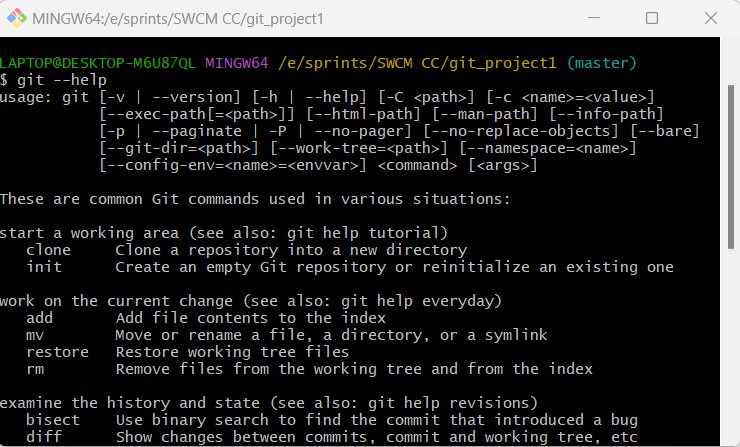 MINGW64:/e/sprints/SWCM CC/git_project1
LAPTOP@DESKTOP-M6U87QL MINGW64 /e/sprints/SWCM CC/git_project1 (master)
$ git --help
usage: git [-v | --version] [-h | --help] [-C <path>] [-c <name>=<value>]
           [--exec-path[=<path>]] [--html-path] [--man-path] [--info-path]
           [-p | --paginate | -P | --no-pager] [--no-replace-objects] [--bare]
           [--git-dir=<path>] [--work-tree=<path>] [--namespace=<name>]
           [--config-env=<name>=<envvar>] <command> [<args>]
These are common Git commands used in various situations:
start a working area (see also: git help tutorial)
   clone     Clone a repository into a new directory
   init      Create an empty Git repository or reinitialize an existing one
work on the current change (see also: git help everyday)
   add       Add file contents to the index
   mv        Move or rename a file, a directory, or a symlink
   restore   Restore working tree files
   rm        Remove files from the working tree and from the index
examine the history and state (see also: git help revisions)
   bisect    Use binary search to find the commit that introduced a bug
   diff      Show changes between commits, commit and working tree, etc